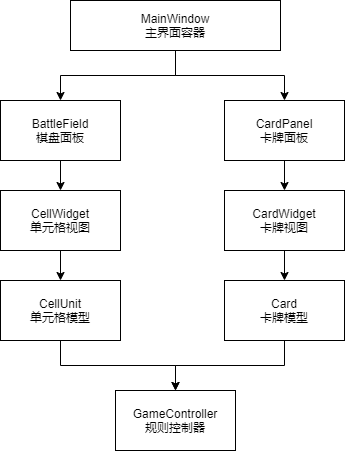 MainWindow
主界面容器
BattleField
棋盘面板
CardPanel
卡牌面板
CellWidget
单元格视图
CardWidget
卡牌视图
CellUnit
单元格模型
Card
卡牌模型
GameController
规则控制器